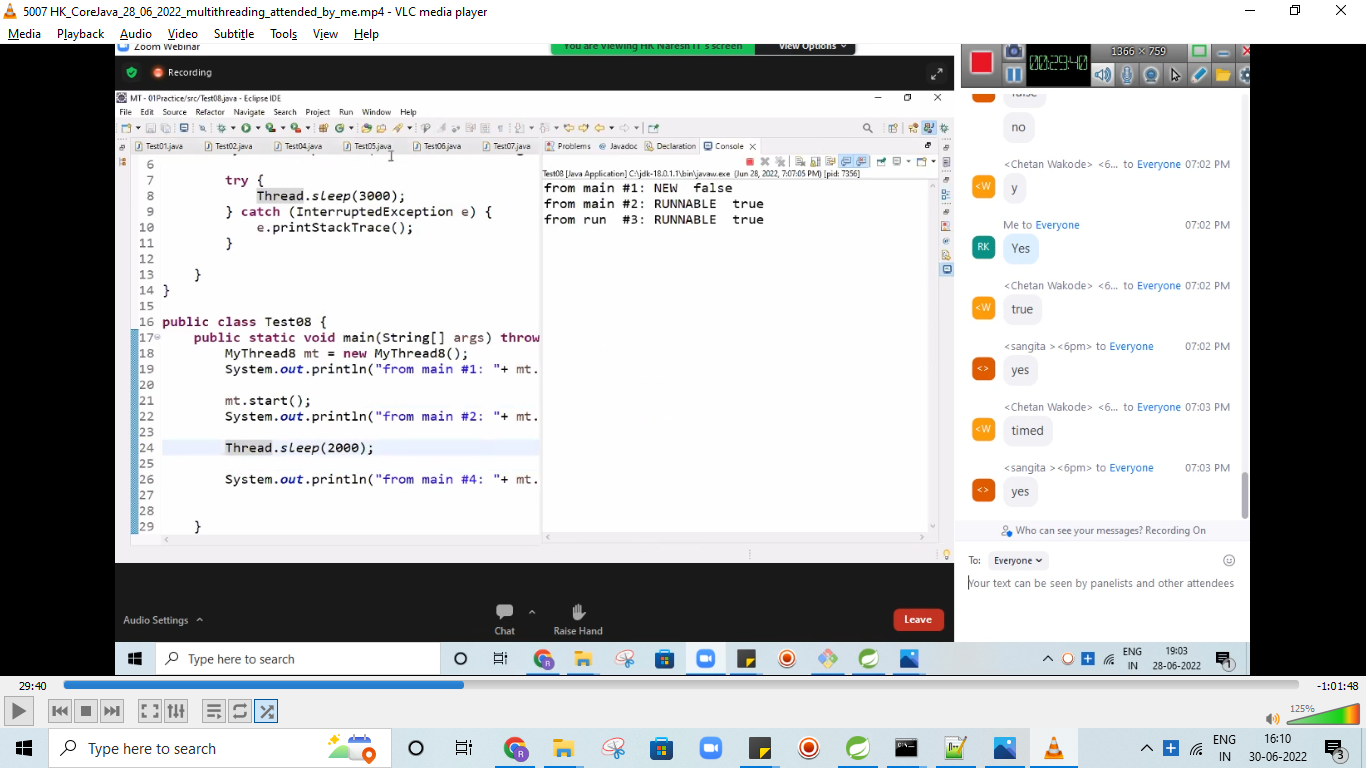 5007 HK_CoreJava_28_06_2022_multithreading_attended_by_me.mp4 - VLC media player
Media Playback Audio Video Subtitle Tools View Help
Zoom Webinar
You are viewing HK Naresh IT's screen
View Options
Recording
MT - 01Practice/src/Test08.java - Eclipse IDE
File Edit Source Refactor Navigate Search Project Run Window Help
Test01.java Test02.java Test04.java Test05.java Test06.java Test07.java
6
7 try {
8 Thread.sleep(3000);
9 } catch (InterruptedException e) {
10 e.printStackTrace();
11 }
12
13 }
14 }
15
16 public class Test08 {
17 public static void main(String[] args) throw
18 MyThread8 mt = new MyThread8();
19 System.out.println("from main #1: "+ mt.
20
21 mt.start();
22 System.out.println("from main #2: "+ mt.
23
24 Thread.sleep(2000);
25
26 System.out.println("from main #4: "+ mt.
27
28
29 }
Problems Javadoc Declaration Console
Test08 [Java Application] C:\jdk-18.0.1.1\bin\javaw.exe (Jun 28, 2022, 7:07:05 PM) [pid: 7356]
from main #1: NEW false
from main #2: RUNNABLE true
from run #3: RUNNABLE true
00:29:40
1366 × 759
false
no
<Chetan Wakode> <6... to Everyone 07:02 PM
<W
y
Me to Everyone 07:02 PM
RK
Yes
<Chetan Wakode> <6... to Everyone 07:02 PM
<W
true
<sangita ><6pm> to Everyone 07:02 PM
<>
yes
<Chetan Wakode> <6... to Everyone 07:03 PM
<W
timed
<sangita ><6pm> to Everyone 07:03 PM
<>
yes
Who can see your messages? Recording On
To: Everyone
Your text can be seen by panelists and other attendees
Audio Settings
Chat
Raise Hand
Leave
Type here to search
ENG
IN
19:03
28-06-2022
1
29:40
-1:01:48
125%
Type here to search
ENG
IN
16:10
30-06-2022
3